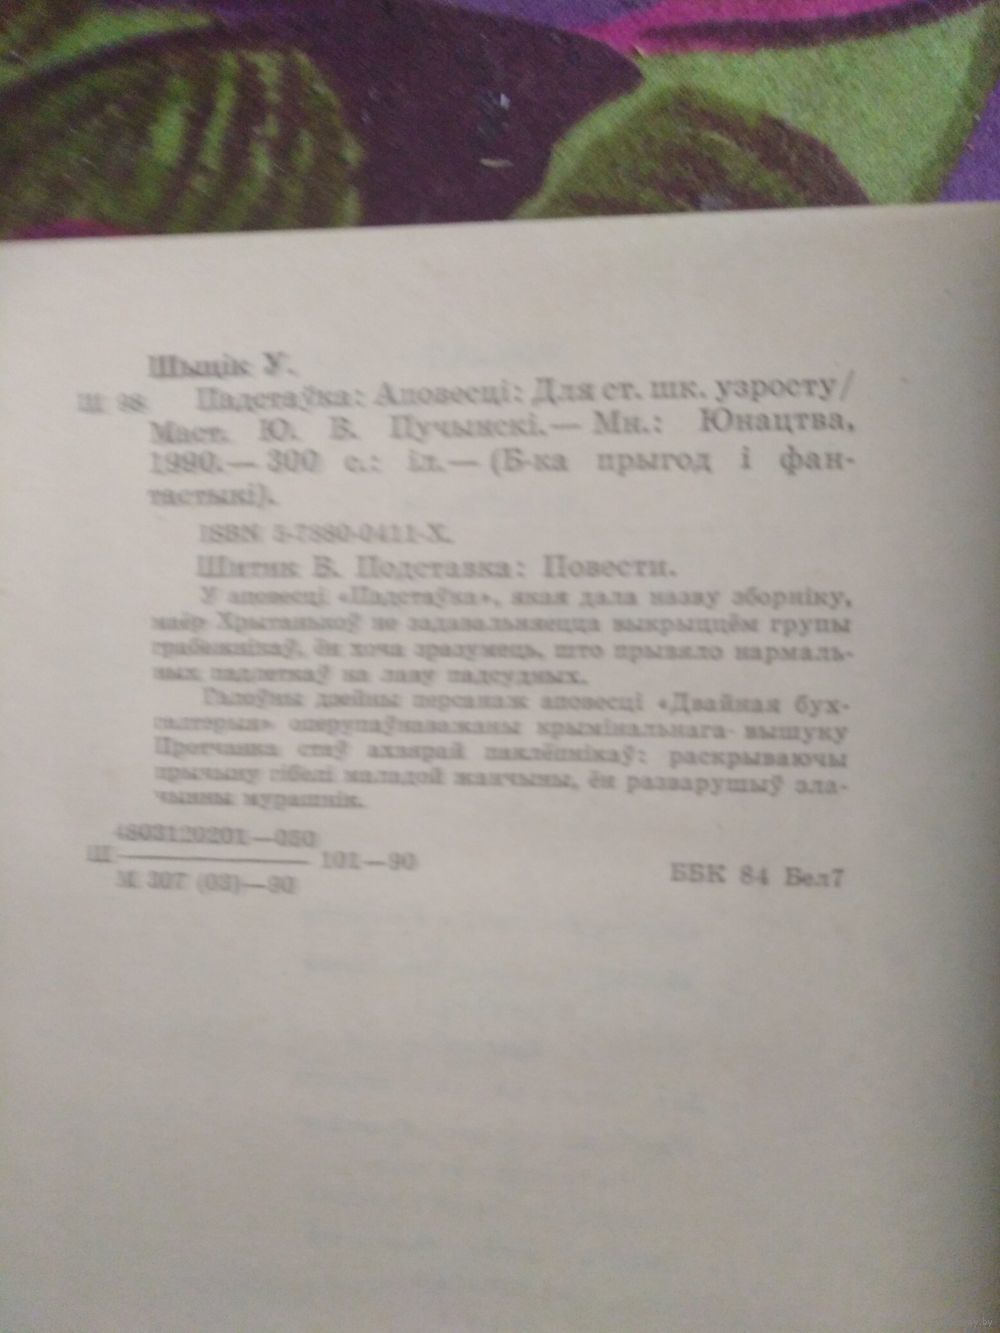 Шыцік У.
Ш 98 Падстаўка: Аповесці: Для ст. шк. узросту/
Маст. Ю. В. Пучынскі.— Мн.: Юнацтва,
1990.— 300 с.: іл.— (Б-ка прыгод і фан-
тастыкі).
ISBN 5-7880-0411-X.
Шитик В. Подставка: Повести.
У аповесці «Падстаўка», якая дала назву зборніку,
маёр Хрытанькоў не задавальняецца выкрыццём групы
грабежнікаў, ён хоча зразумець, што прывяло нармаль-
ных падлеткаў на лаву падсудных.
Галоўны дзейны персанаж аповесці «Двайная бух-
галтерыя» оперупаўнаважаны крымінальнага вышуку
стаў ахвярай паклёпнікаў: раскрываючы
прычыну гібелі маладой жанчыны, ён разварушыў зла-
чынны мурашнік.
4803120201—050
Ш 101—90
М 307 (03)—90
ББК 84 Бел7